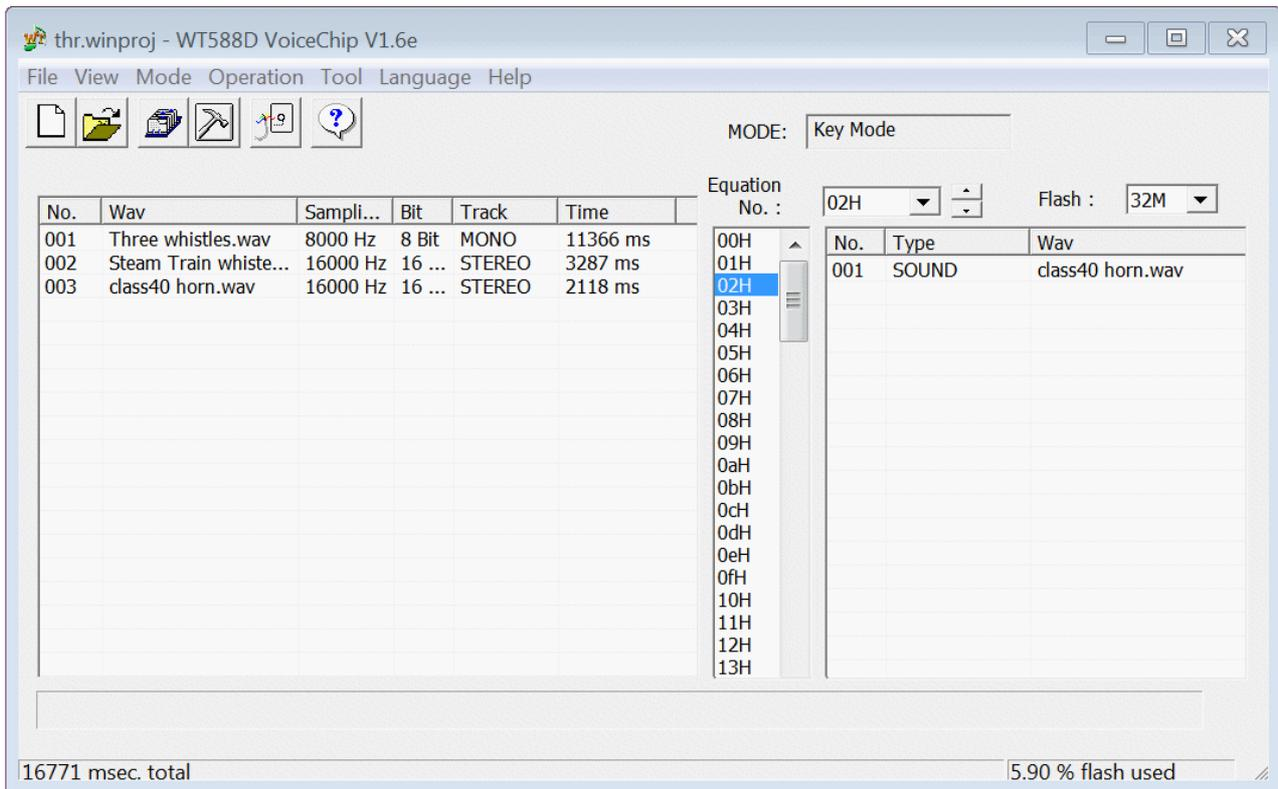 thr.winproj - WT588D VoiceChip V1.6e
File View Mode Operation Tool Language Help
MODE: Key Mode
Equation No. : 02H Flash : 32M
No. Wav Sampli... Bit Track Time
001 Three whistles.wav 8000 Hz 8 Bit MONO 11366 ms
002 Steam Train whiste... 16000 Hz 16 ... STEREO 3287 ms
003 class40 horn.wav 16000 Hz 16 ... STEREO 2118 ms
00H
01H
02H
03H
04H
05H
06H
07H
08H
09H
0aH
0bH
0cH
0dH
0eH
0fH
10H
11H
12H
13H
No. Type Wav
001 SOUND class40 horn.wav
16771 msec. total
5.90 % flash used